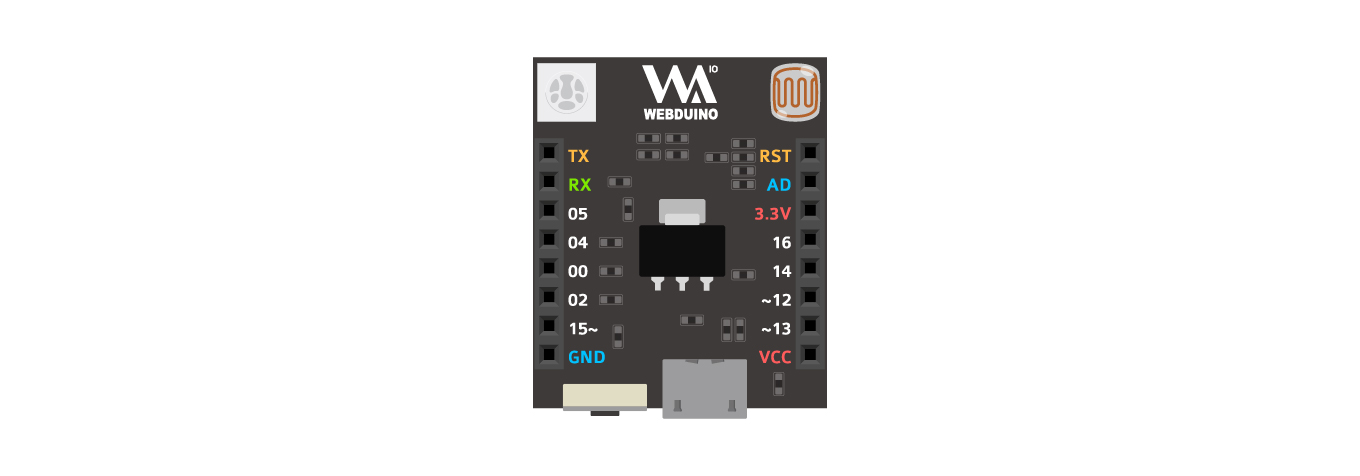 WA IO
WEBDUINO
TX RST
RX AD
05 3.3V
04 16
00 14
02 ~12
15~ ~13
GND VCC